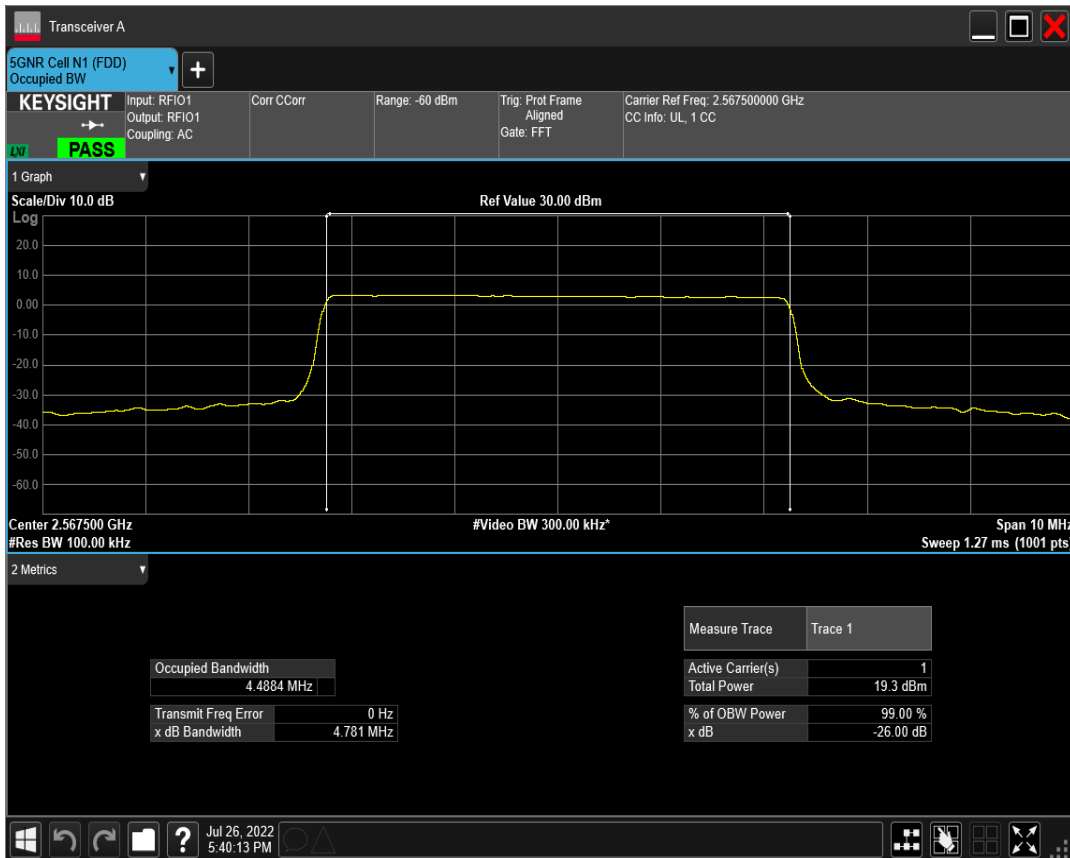 Transceiver A
5GNR Cell N1 (FDD)
Occupied BW
+
KEYSIGHT
LXI
PASS
Input: RFIO1
Output: RFIO1
Coupling: AC
Corr CCorr
Range: -60 dBm
Trig: Prot Frame
Aligned
Gate: FFT
Carrier Ref Freq: 2.567500000 GHz
CC Info: UL, 1 CC
1 Graph
Scale/Div 10.0 dB
Ref Value 30.00 dBm
Log
20.0
10.0
0.00
-10.0
-20.0
-30.0
-40.0
-50.0
-60.0
Center 2.567500 GHz
#Video BW 300.00 kHz*
Span 10 MHz
#Res BW 100.00 kHz
Sweep 1.27 ms (1001 pts)
2 Metrics
Measure Trace Trace 1
Occupied Bandwidth
4.4884 MHz
Active Carrier(s) 1
Total Power 19.3 dBm
Transmit Freq Error 0 Hz
x dB Bandwidth 4.781 MHz
% of OBW Power 99.00 %
x dB -26.00 dB
?
Jul 26, 2022
5:40:13 PM